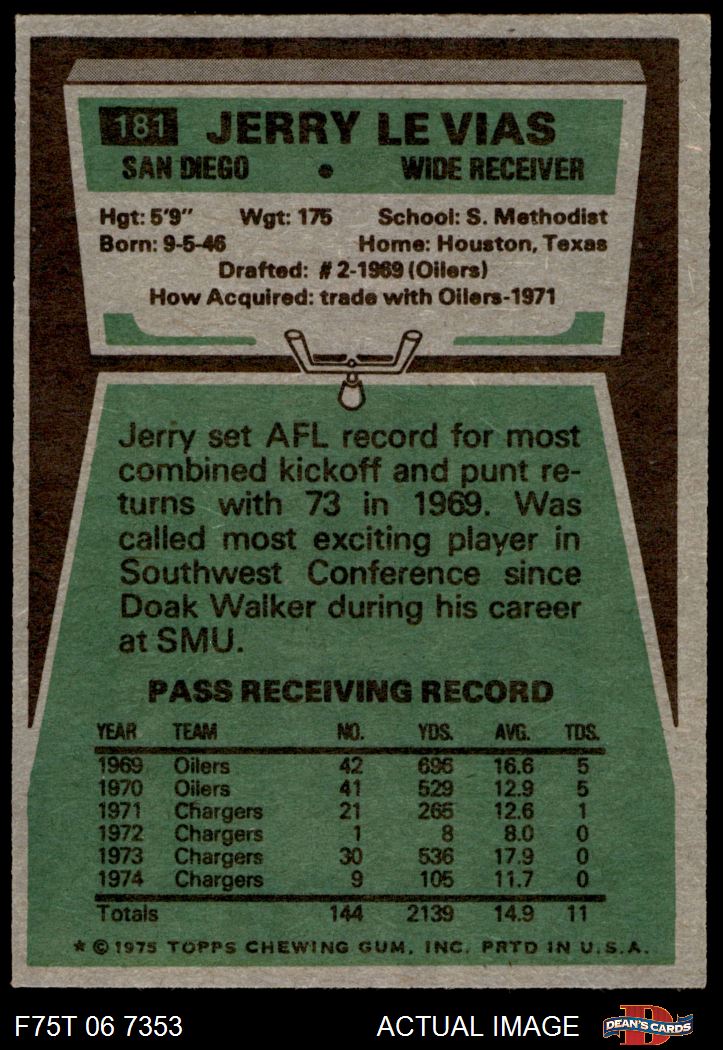 181 JERRY LE VIAS
SAN DIEGO • WIDE RECEIVER
Hgt: 5'9" Wgt: 175 School: S. Methodist
Born: 9-5-46 Home: Houston, Texas
Drafted: #2-1969 (Oilers)
How Acquired: trade with Oilers-1971
Jerry set AFL record for most
combined kickoff and punt re-
turns with 73 in 1969. Was
called most exciting player in
Southwest Conference since
Doak Walker during his career
at SMU.
PASS RECEIVING RECORD
YEAR TEAM NO. YDS. AVG. TDS.
1969 Oilers 42 696 16.6 5
1970 Oilers 41 529 12.9 5
1971 Chargers 21 265 12.6 1
1972 Chargers 1 8 8.0 0
1973 Chargers 30 536 17.9 0
1974 Chargers 9 105 11.7 0
Totals 144 2139 14.9 11
* © 1975 TOPPS CHEWING GUM, INC. PRTD IN U.S.A.
F75T 06 7353 ACTUAL IMAGE D DEAN'S CARDS